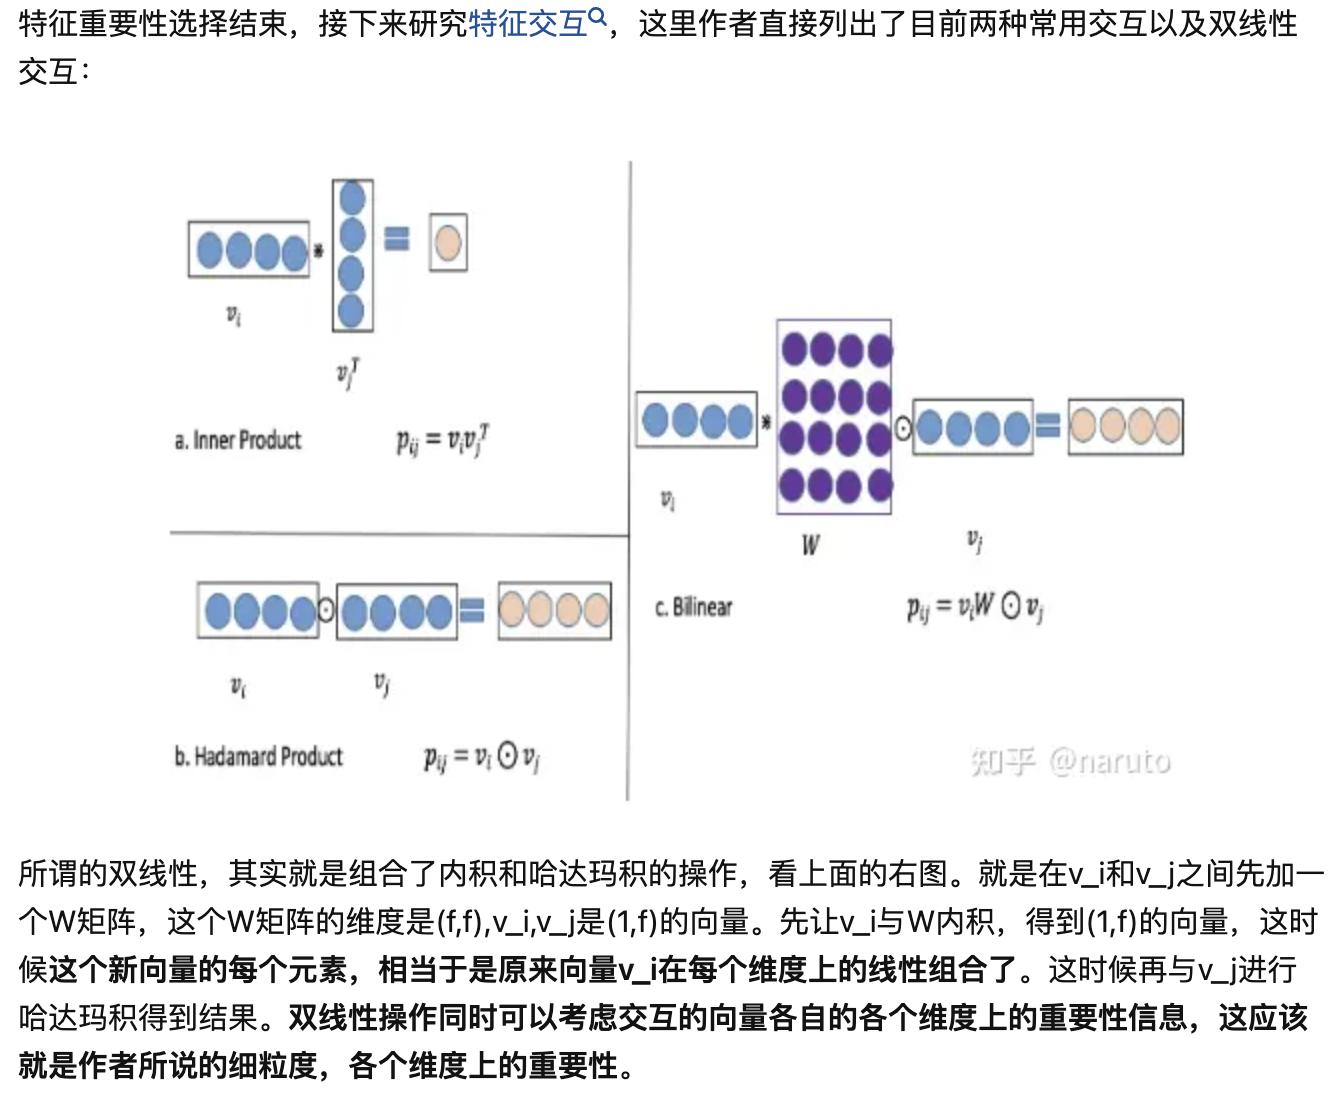 特征重要性选择结束，接下来研究特征交互，这里作者直接列出了目前两种常用交互以及双线性
交互：
v_i
v_j^T
a. Inner Product
p_ij = v_i v_j^T
v_i
v_j
b. Hadamard Product
p_ij = v_i ⊙ v_j
v_i
W
v_j
c. Bilinear
p_ij = v_i W ⊙ v_j
知乎 @naruto
所谓的双线性，其实就是组合了内积和哈达玛积的操作，看上面的右图。就是在v_i和v_j之间先加一
个W矩阵，这个W矩阵的维度是(f,f),v_i,v_j是(1,f)的向量。先让v_i与W内积，得到(1,f)的向量，这时
候这个新向量的每个元素，相当于是原来向量v_i在每个维度上的线性组合了。这时候再与v_j进行
哈达玛积得到结果。双线性操作同时可以考虑交互的向量各自的各个维度上的重要性信息，这应该
就是作者所说的细粒度，各个维度上的重要性。